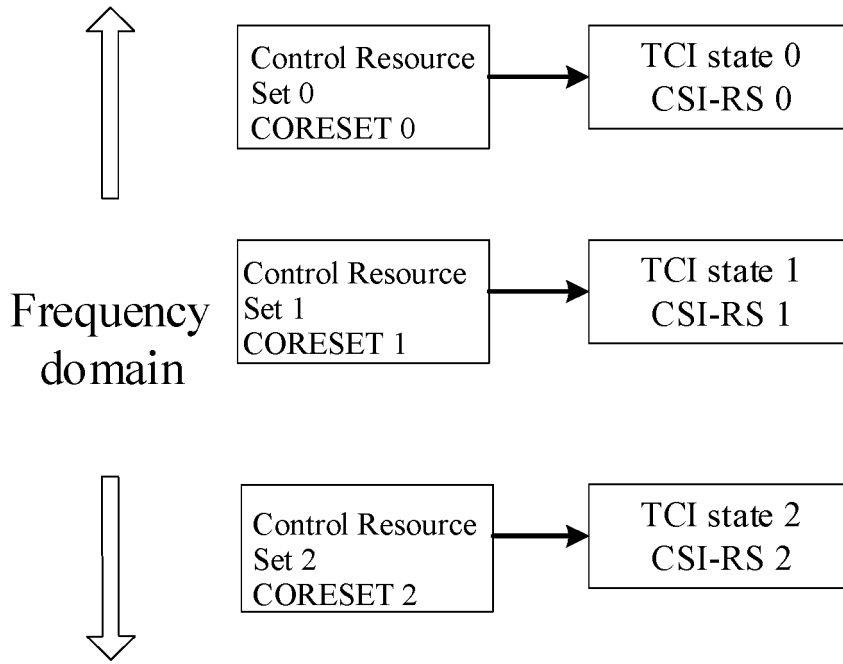 Control Resource
Set 0
CORESET 0
TCI state 0
CSI-RS 0
Frequency
domain
Control Resource
Set 1
CORESET 1
TCI state 1
CSI-RS 1
Control Resource
Set 2
CORESET 2
TCI state 2
CSI-RS 2